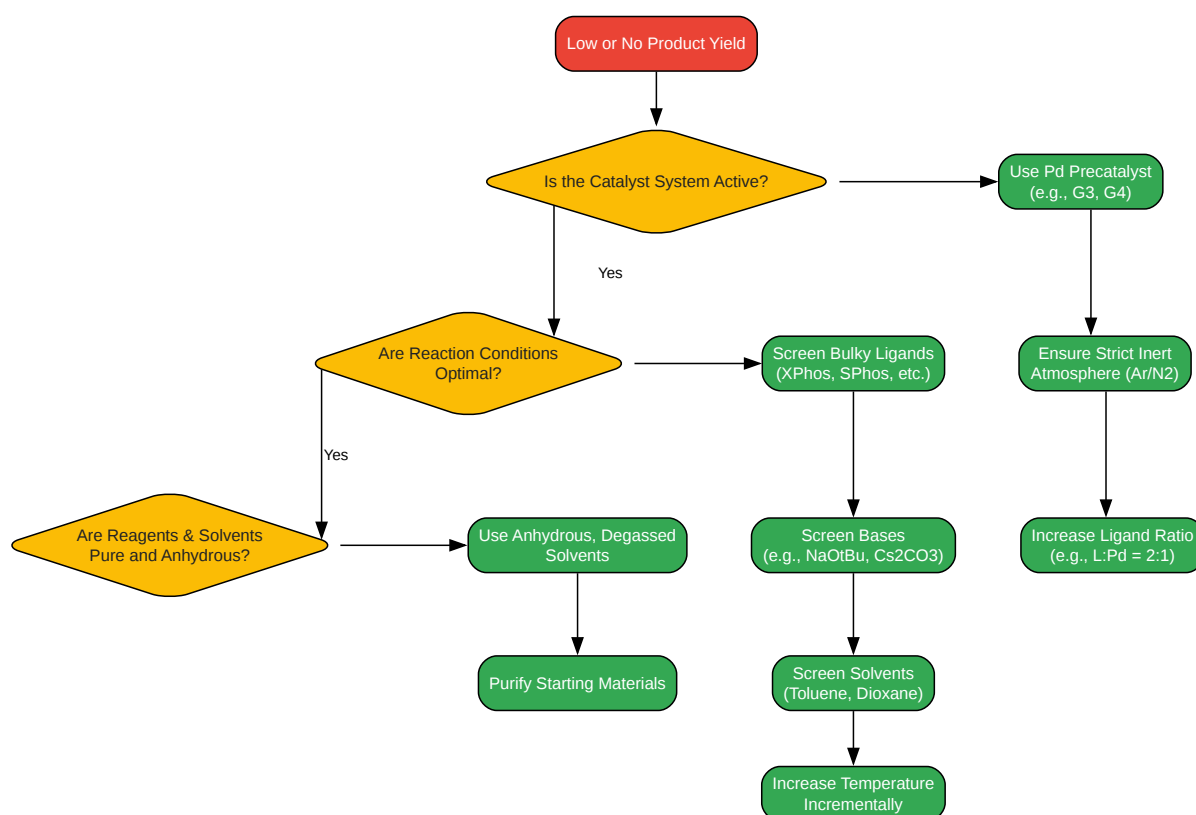 Low or No Product Yield
Is the Catalyst System Active?
Use Pd Precatalyst
(e.g., G3, G4)
Yes
Are Reaction Conditions
Optimal?
Screen Bulky Ligands
(XPhos, SPhos, etc.)
Ensure Strict Inert
Atmosphere (Ar/N2)
Yes
Are Reagents & Solvents
Pure and Anhydrous?
Use Anhydrous, Degassed
Solvents
Screen Bases
(e.g., NaOtBu, Cs2CO3)
Increase Ligand Ratio
(e.g., L:Pd = 2:1)
Purify Starting Materials
Screen Solvents
(Toluene, Dioxane)
Increase Temperature
Incrementally